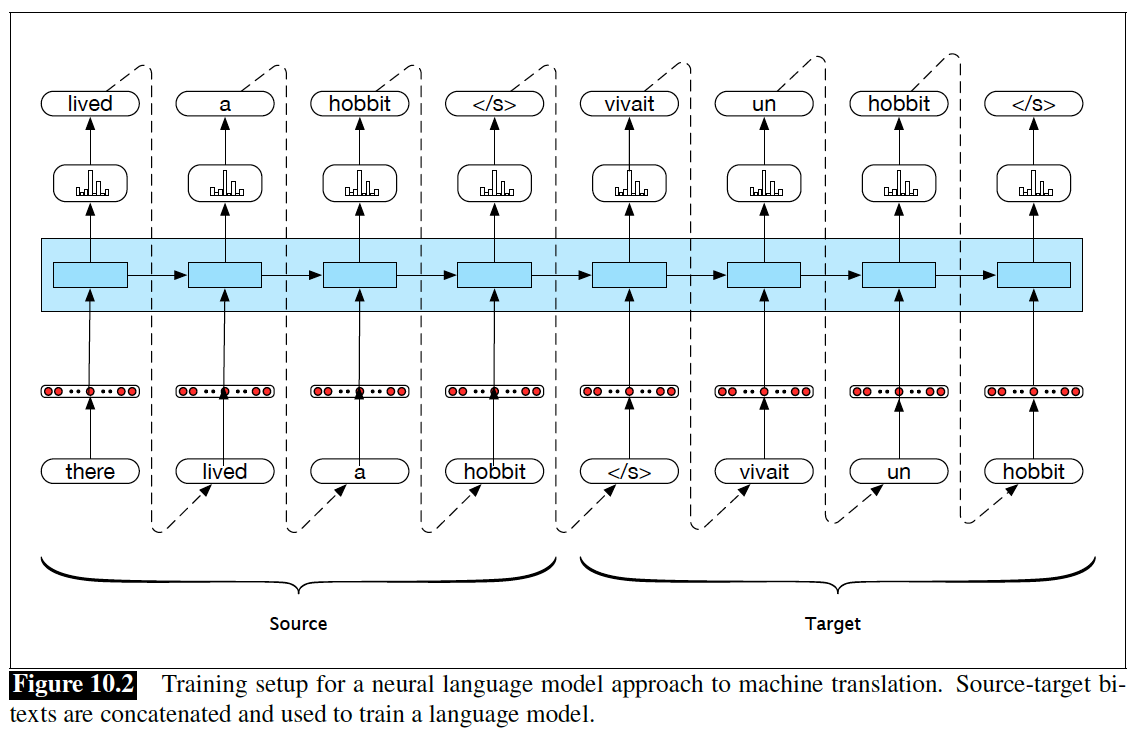 lived a hobbit </s> vivait un hobbit </s>
there lived a hobbit </s> vivait un hobbit
Source Target
Figure 10.2 Training setup for a neural language model approach to machine translation. Source-target bi-
texts are concatenated and used to train a language model.